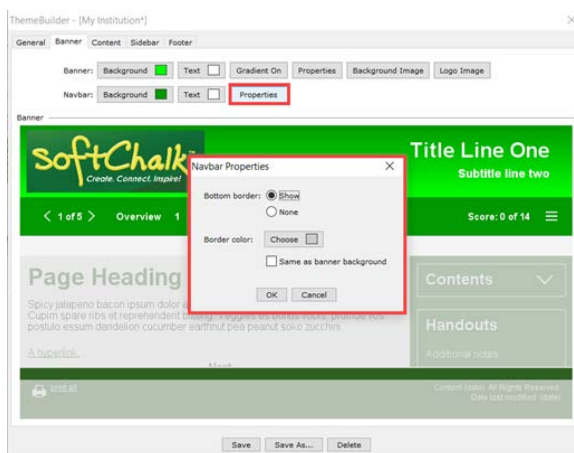 ThemeBuilder - [My Institution*]
General Banner Content Sidebar Footer
Banner: Background Text Gradient On Properties Background Image Logo Image
Navbar: Background Text Properties
Banner
SoftChalk
Create. Connect. Inspire!
Title Line One
Subtitle line two
< 1 of 5 > Overview 1
Score: 0 of 14
Navbar Properties
Bottom border: Show
None
Border color: Choose
Same as banner background
OK Cancel
Page Heading
Spicy jalapeno bacon ipsum dolor
Cupim spare ribs et reprehenderit
postulo essum dandelion cucumber earthnut pea peanut soko zucchini.
A hyperlink.
Contents
Handouts
Additional notes
print all
Content (date). All Rights Reserved.
Date last modified: (date)
Save Save As... Delete